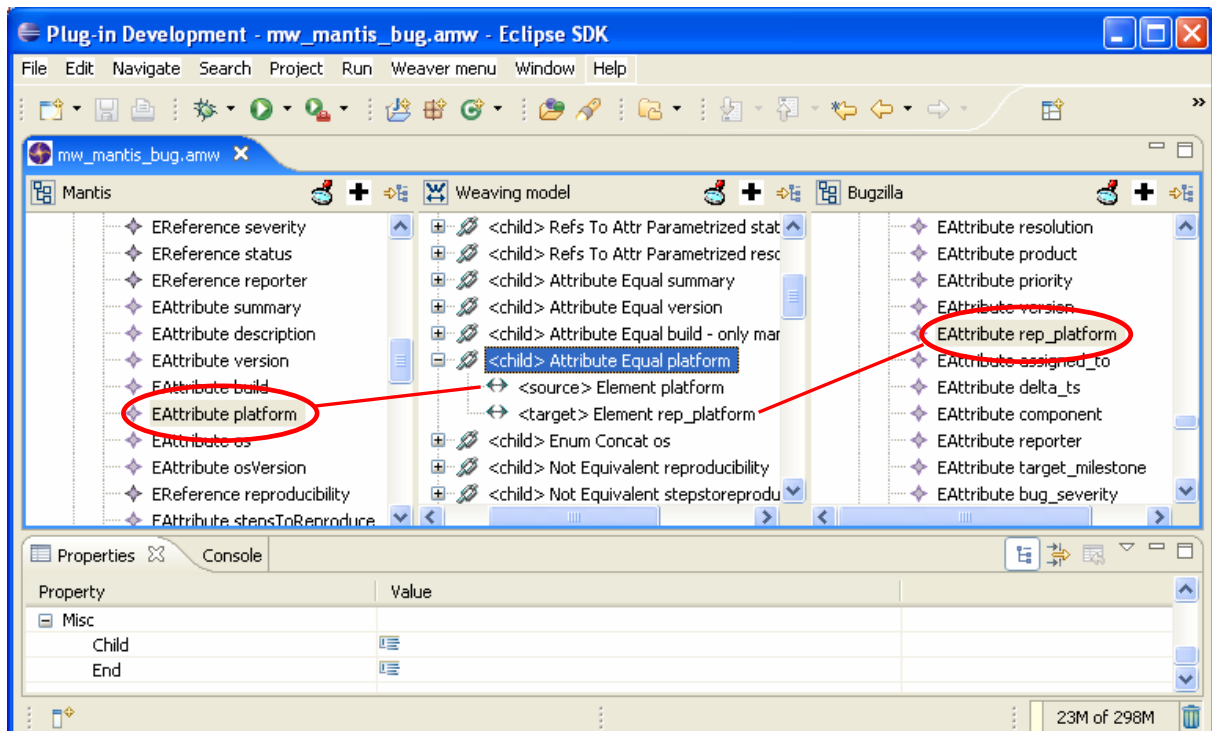 Plug-in Development - mw_mantis_bug.amw - Eclipse SDK
File Edit Navigate Search Project Run Weaver menu Window Help
mw_mantis_bug.amw
Mantis
EReference severity
EReference status
EReference reporter
EAttribute summary
EAttribute description
EAttribute version
EAttribute build
EAttribute platform
EAttribute os
EAttribute osVersion
EReference reproducibility
EAttribute stepsToReproduce
Weaving model
<child> Refs To Attr Parametrized stat
<child> Refs To Attr Parametrized resc
<child> Attribute Equal summary
<child> Attribute Equal version
<child> Attribute Equal build - only mar
<child> Attribute Equal platform
<source> Element platform
<target> Element rep_platform
<child> Enum Concat os
<child> Not Equivalent reproducibility
<child> Not Equivalent stepstoreprodu
Bugzilla
EAttribute resolution
EAttribute product
EAttribute priority
EAttribute version
EAttribute rep_platform
EAttribute assigned_to
EAttribute delta_ts
EAttribute component
EAttribute reporter
EAttribute target_milestone
EAttribute bug_severity
Properties Console
Property Value
Misc
Child
End
23M of 298M